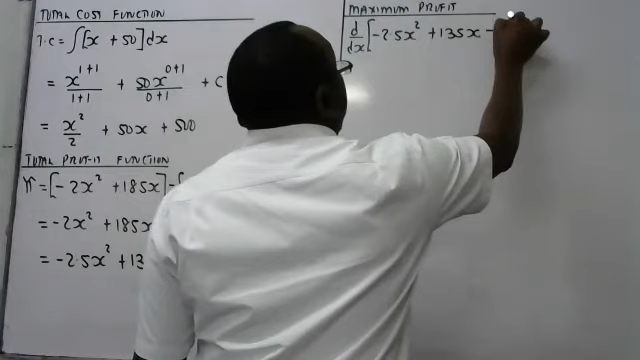 TOTAL COST FUNCTION
T.C = ∫[x + 50]dx
= x^(1+1)/(1+1) + 50x^(0+1)/(0+1) + C
= x²/2 + 50x + 500
TOTAL PROFIT FUNCTION
π = [-2x² + 185x] - [
= -2x² + 185x
= -2.5x² + 13
MAXIMUM PROFIT
d/dx[-2.5x² + 135x -